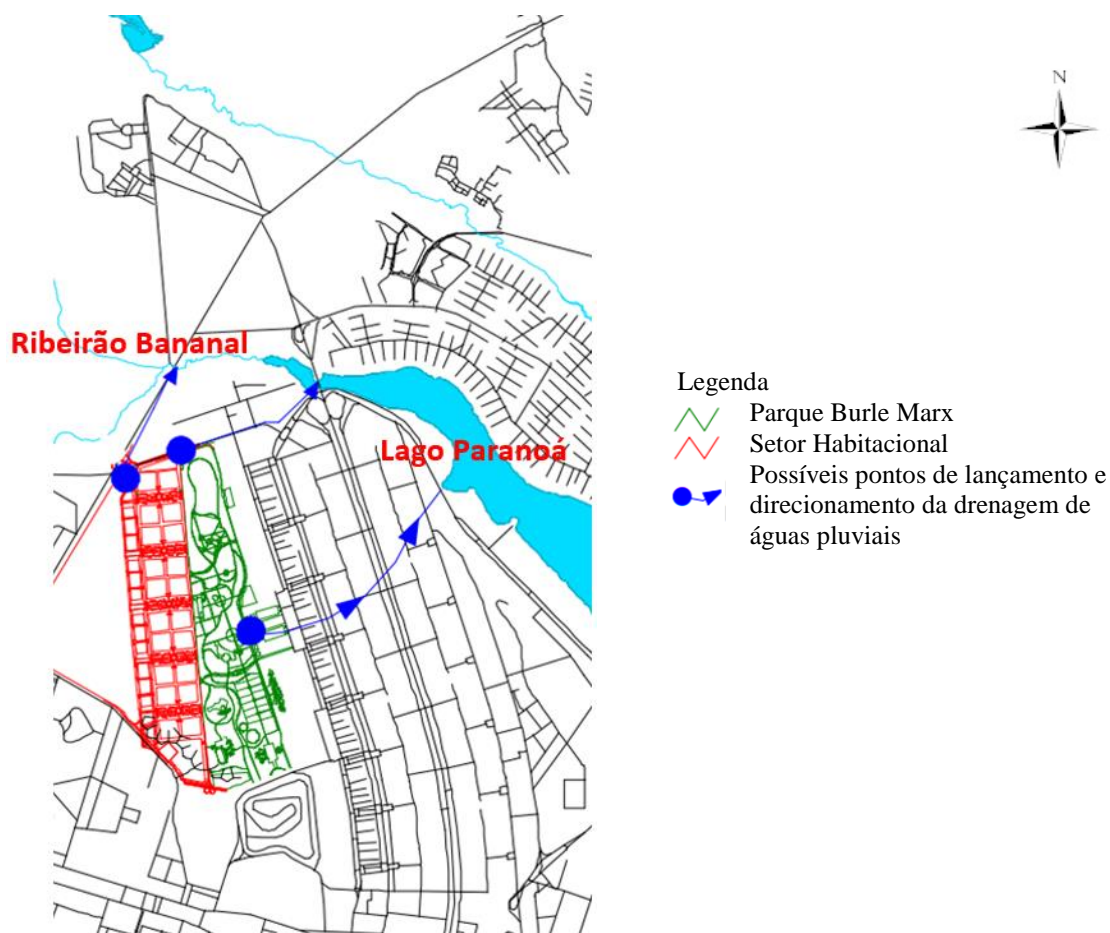 N
Ribeirão Bananal
Lago Paranoá
Legenda
Parque Burle Marx
Setor Habitacional
Possíveis pontos de lançamento e
direcionamento da drenagem de
águas pluviais